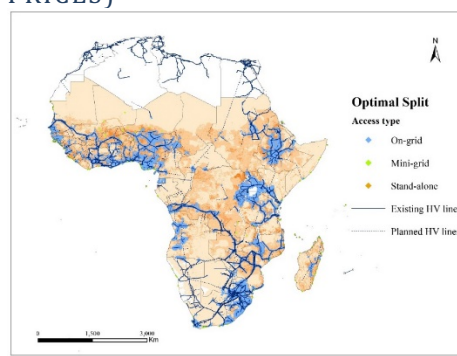 PRICES)
N
Optimal Split
Access type
On-grid
Mini-grid
Stand-alone
Existing HV line
Planned HV line
0 1,500 3,000
Km